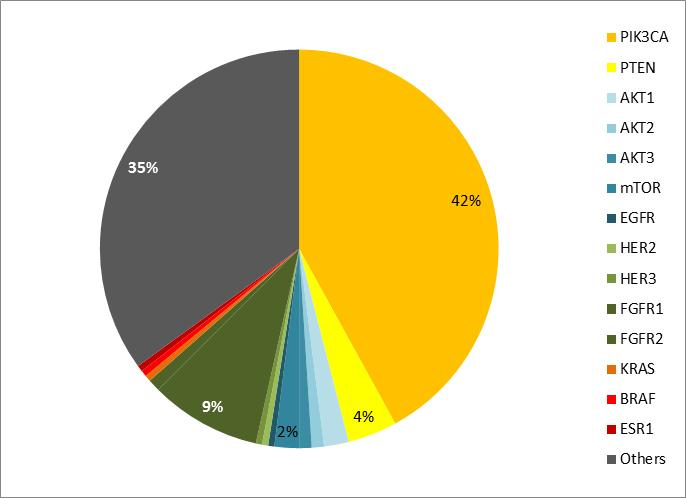 PIK3CA
PTEN
AKT1
AKT2
AKT3
mTOR
EGFR
HER2
HER3
FGFR1
FGFR2
KRAS
BRAF
ESR1
Others
35%
42%
9%
4%
2%